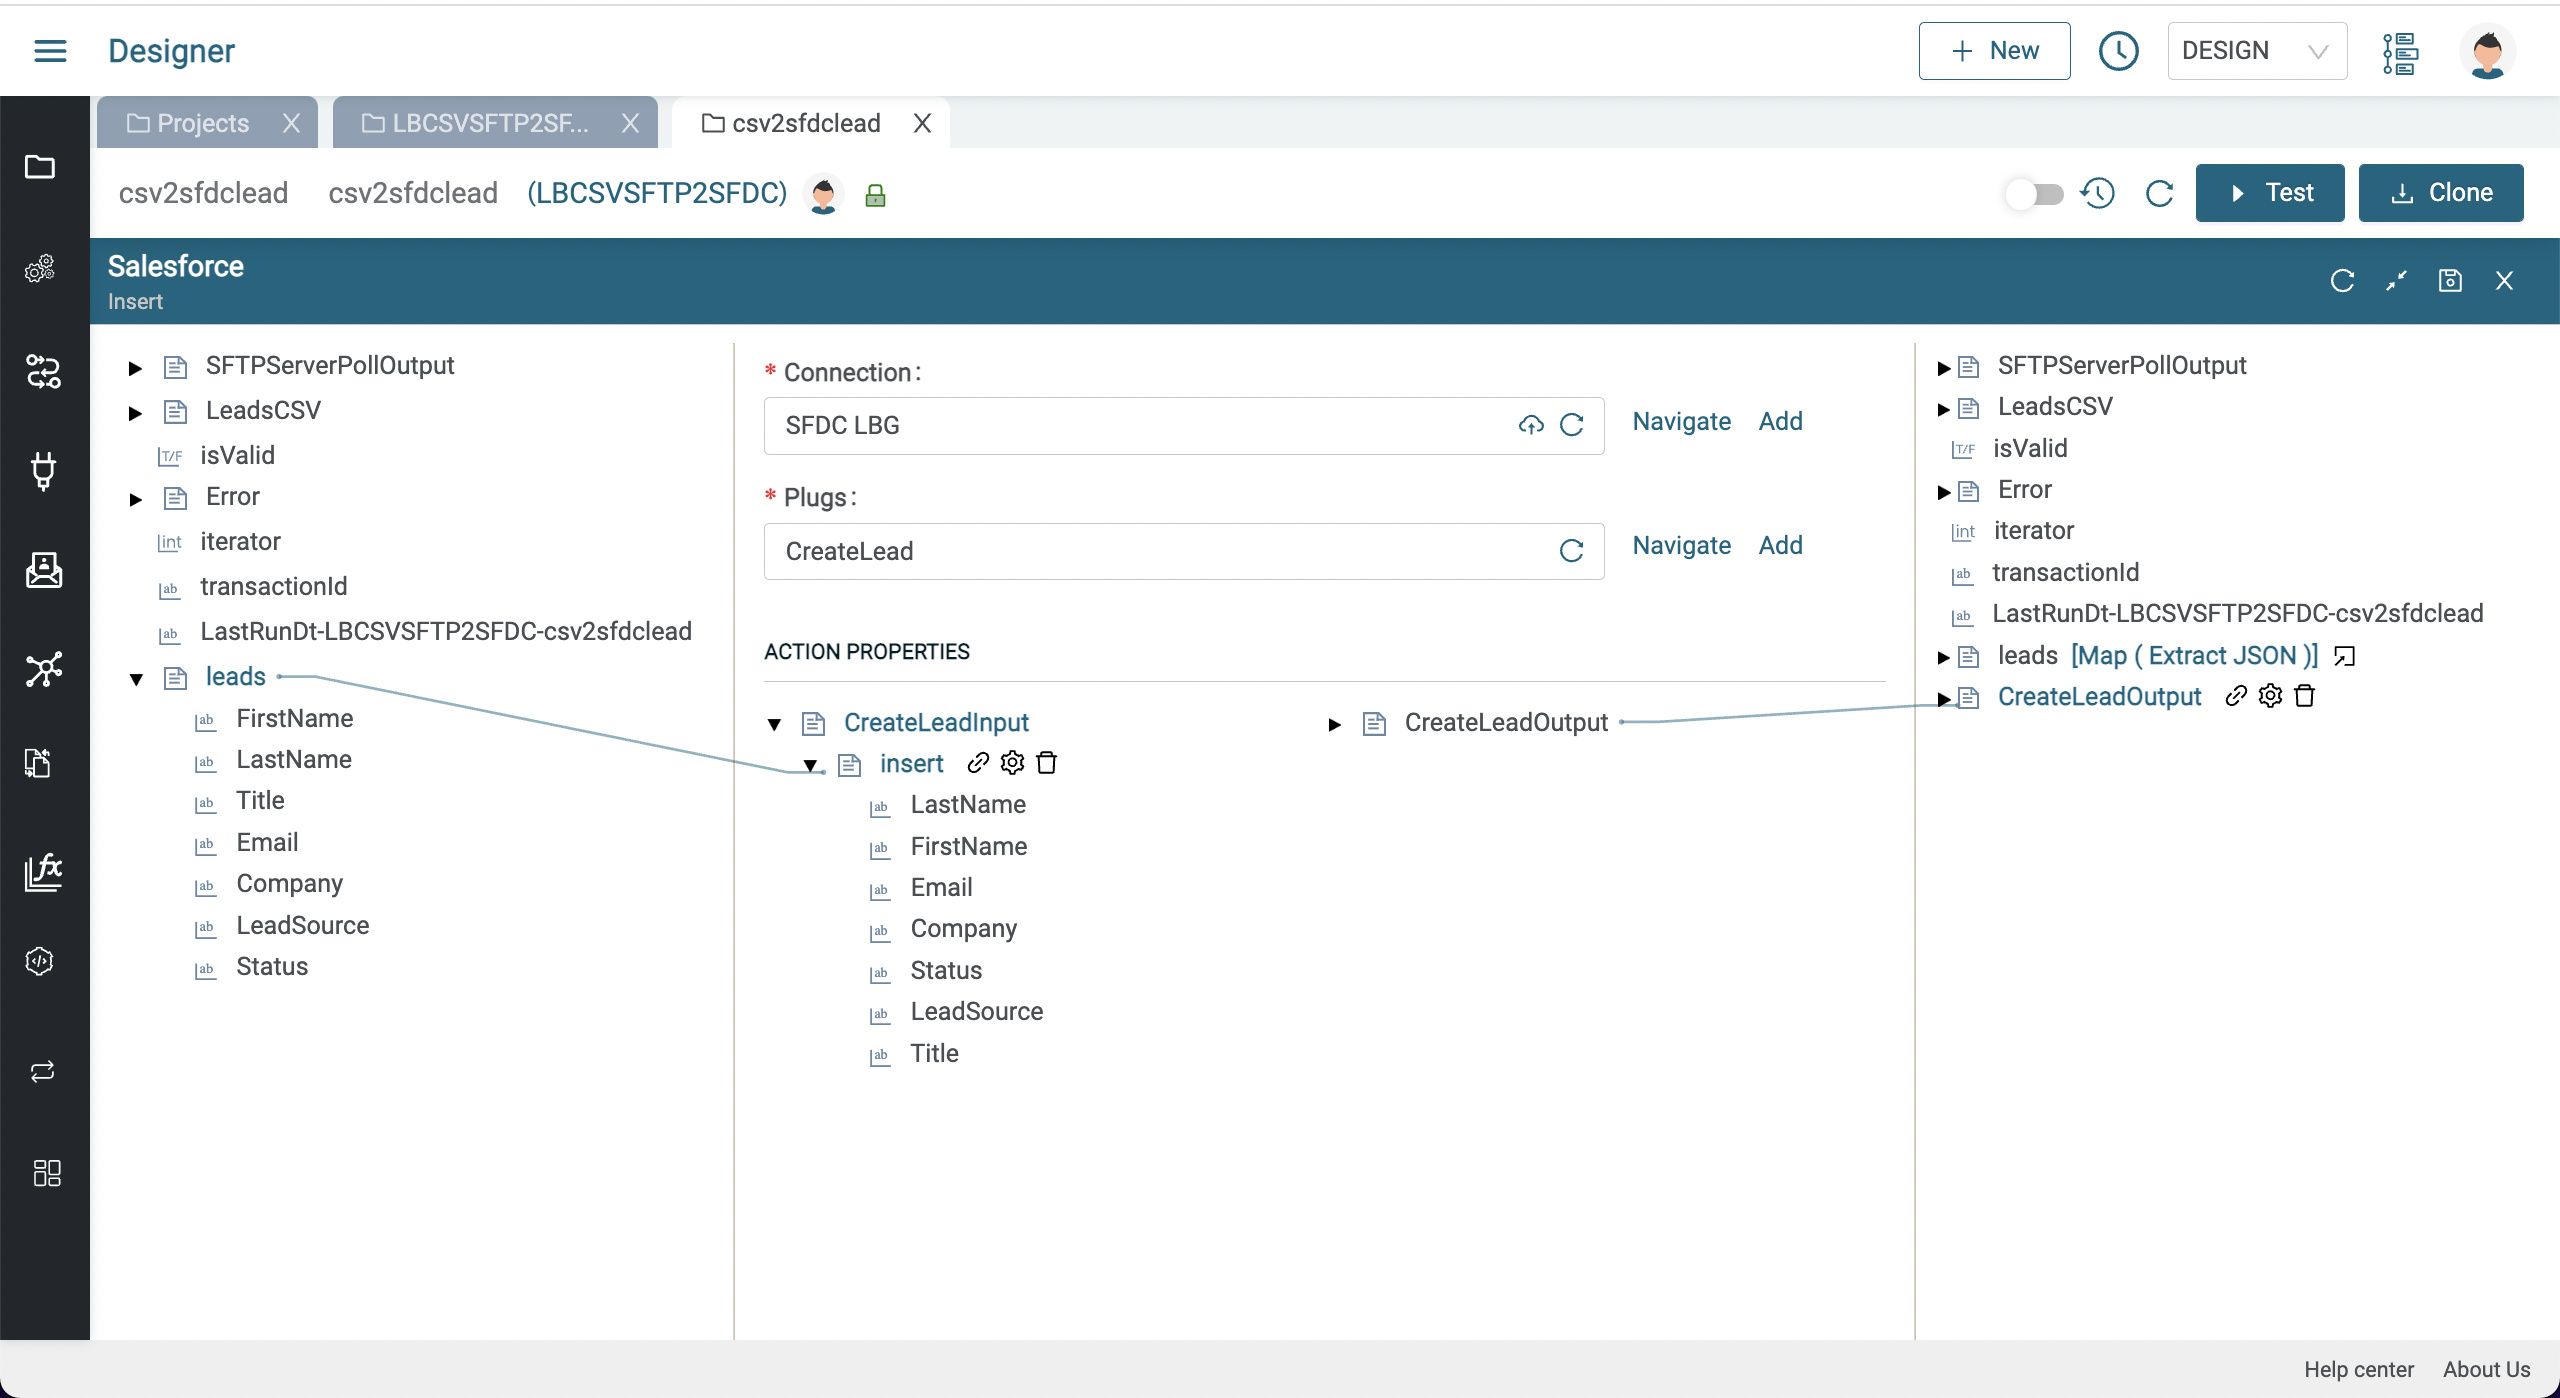 Designer
New
DESIGN
Projects X
LBCSVSFTP2SF... X
csv2sfdclead X
csv2sfdclead csv2sfdclead (LBCSVSFTP2SFDC)
Test
Clone
Salesforce
Insert
SFTPServerPollOutput
LeadsCSV
T/F isValid
Error
int iterator
ab transactionId
ab LastRunDt-LBCSVSFTP2SFDC-csv2sfdclead
leads
ab FirstName
ab LastName
ab Title
ab Email
ab Company
ab LeadSource
ab Status
* Connection:
SFDC LBG
Navigate Add
* Plugs:
CreateLead
Navigate Add
ACTION PROPERTIES
CreateLeadInput
insert
ab LastName
ab FirstName
ab Email
ab Company
ab Status
ab LeadSource
ab Title
CreateLeadOutput
SFTPServerPollOutput
LeadsCSV
T/F isValid
Error
int iterator
ab transactionId
ab LastRunDt-LBCSVSFTP2SFDC-csv2sfdclead
leads [Map ( Extract JSON )]
CreateLeadOutput
Help center About Us